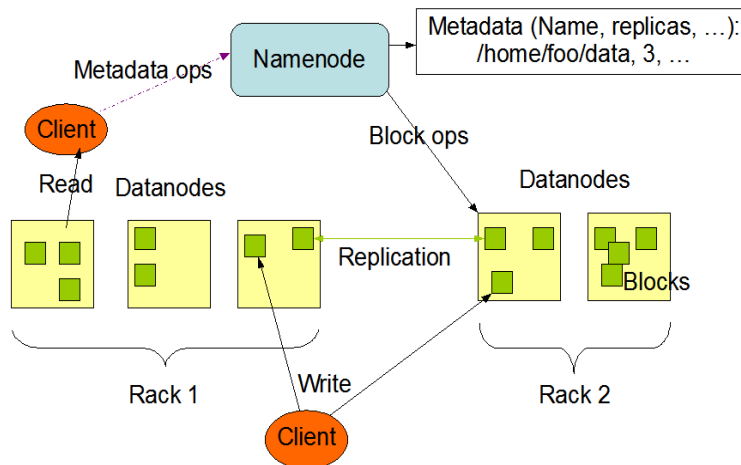 Metadata (Name, replicas, …):
/home/foo/data, 3, …
Namenode
Metadata ops
Client
Block ops
Read
Datanodes
Datanodes
Replication
Blocks
Rack 1
Write
Rack 2
Client